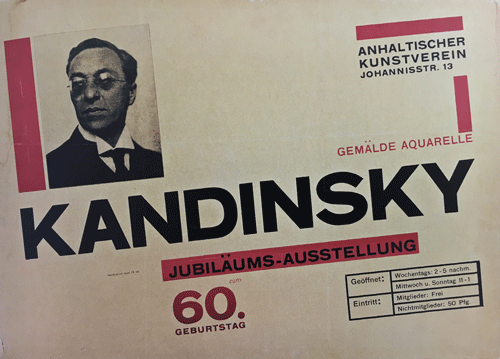 ANHALTISCHER
KUNSTVEREIN
JOHANNISSTR. 13
GEMÄLDE AQUARELLE
KANDINSKY
JUBILÄUMS-AUSSTELLUNG
zum
60.
GEBURTSTAG
Geöffnet: Wochentags: 2-5 nachm.
Mittwoch u. Sonntag 11-1
Eintritt: Mitglieder: Frei
Nichtmitglieder: 50 Pfg.